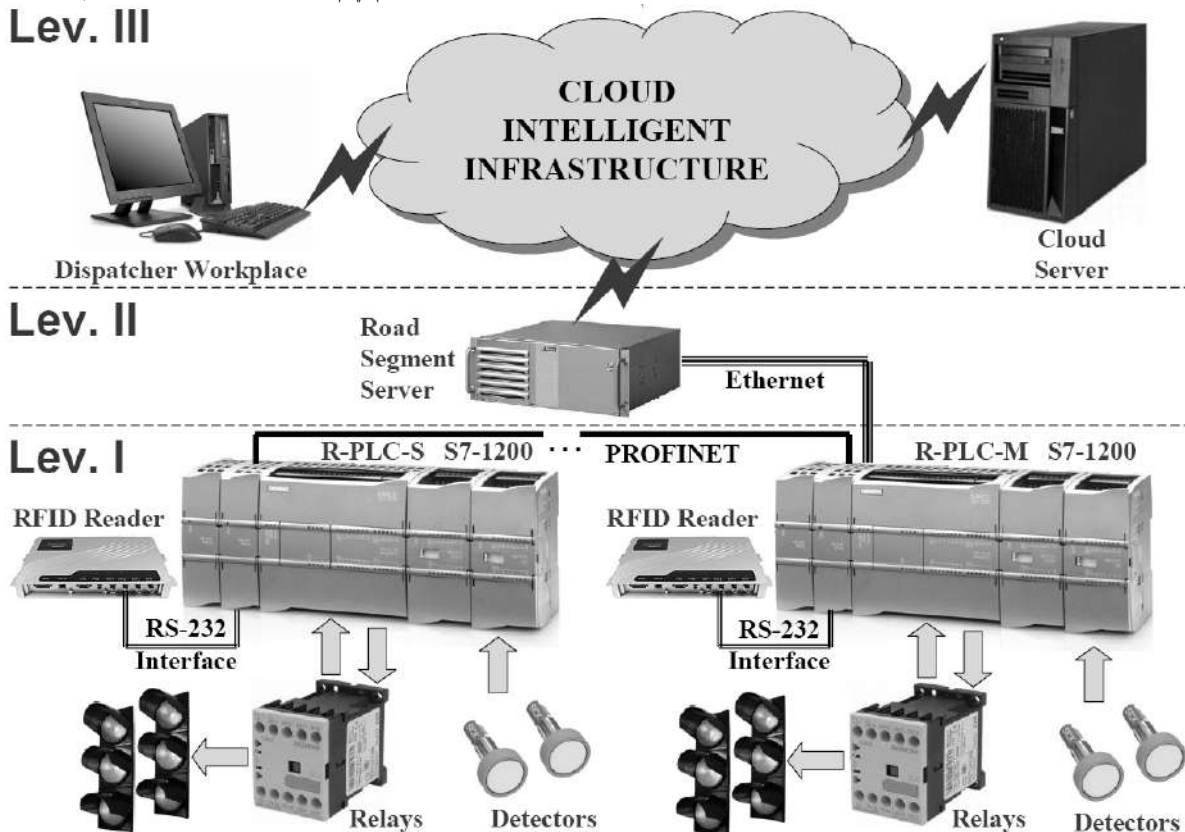 Lev. III
CLOUD
INTELLIGENT
INFRASTRUCTURE
Dispatcher Workplace
Cloud
Server
Lev. II
Road
Segment
Server
Ethernet
Lev. I
R-PLC-S S7-1200 ... PROFINET R-PLC-M S7-1200
RFID Reader
RFID Reader
RS-232
Interface
RS-232
Interface
Relays
Detectors
Relays
Detectors